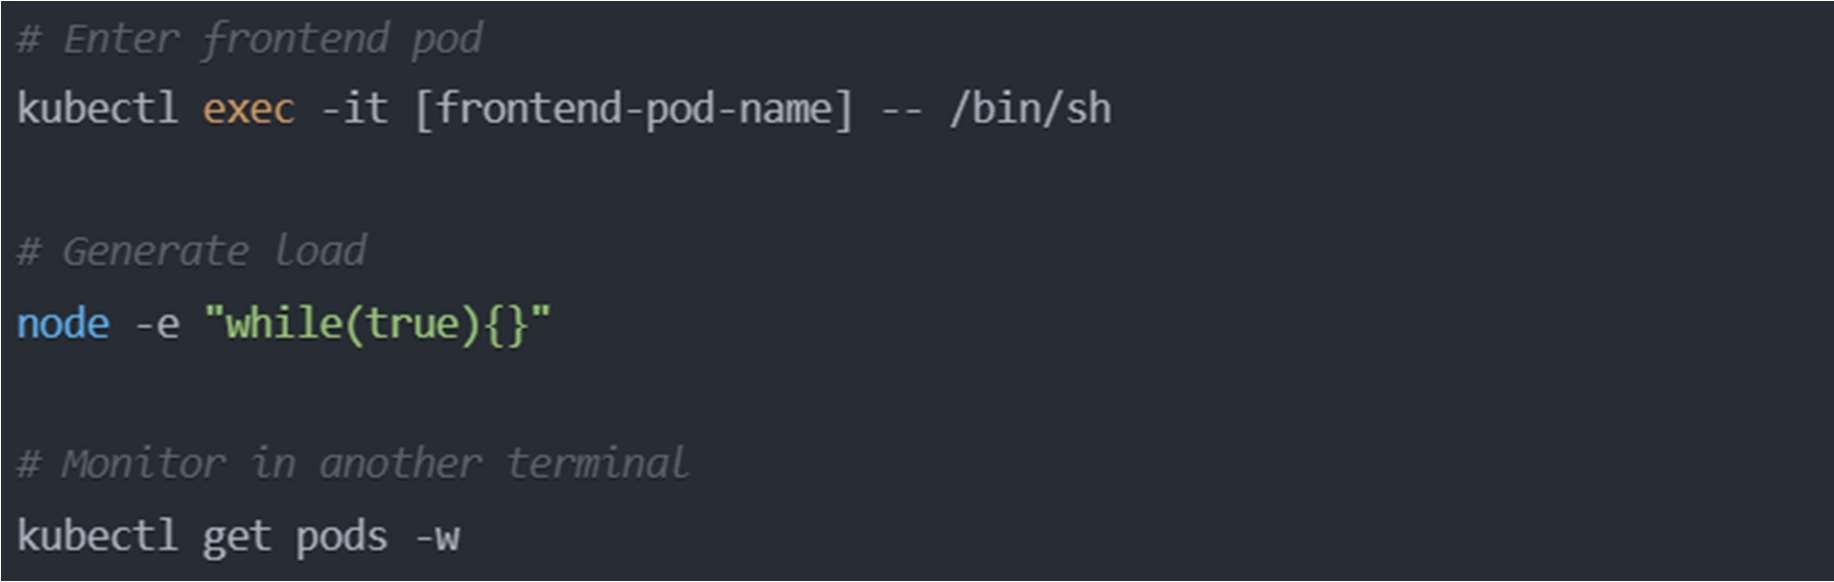 # Enter frontend pod
kubectl exec -it [frontend-pod-name] -- /bin/sh
# Generate load
node -e "while(true){}"
# Monitor in another terminal
kubectl get pods -w